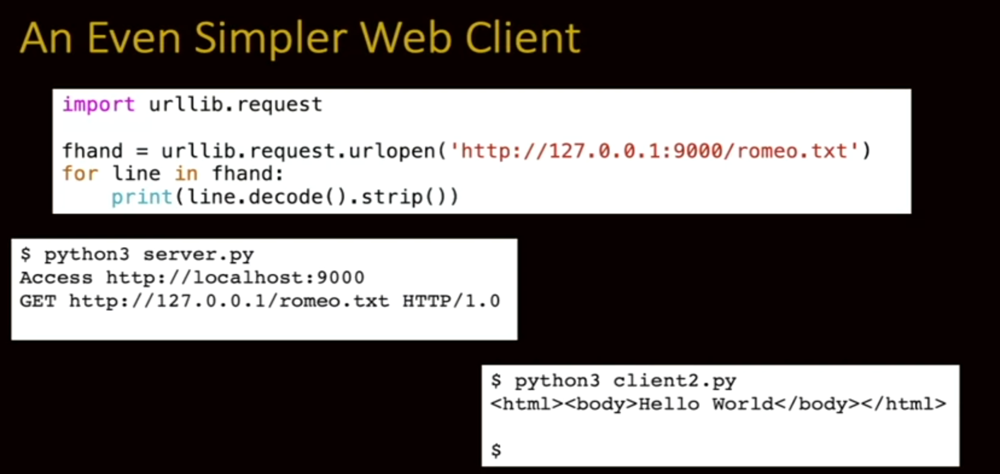 An Even Simpler Web Client
import urllib.request
fhand = urllib.request.urlopen('http://127.0.0.1:9000/romeo.txt')
for line in fhand:
    print(line.decode().strip())
$ python3 server.py
Access http://localhost:9000
GET http://127.0.0.1/romeo.txt HTTP/1.0
$ python3 client2.py
<html><body>Hello World</body></html>
$